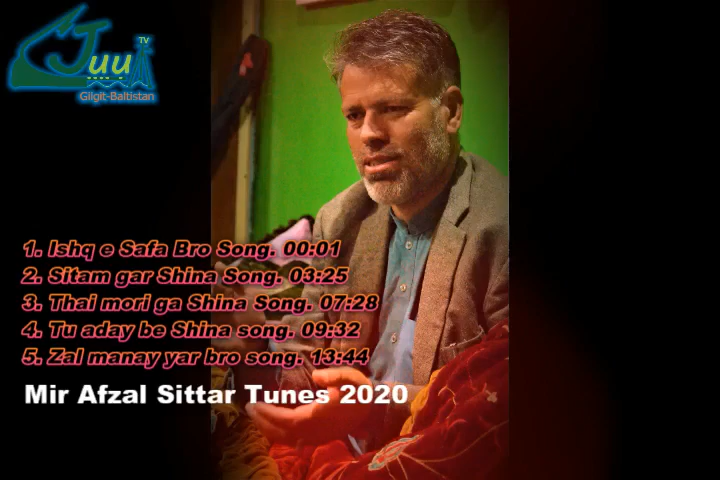 Juu TV
Gilgit-Baltistan
1. Ishq e Safa Bro Song. 00:01
2. Sitam gar Shina Song. 03:25
3. Thai mori ga Shina Song. 07:28
4. Tu aday be Shina song. 09:32
5. Zal manay yar bro song. 13:44
Mir Afzal Sittar Tunes 2020